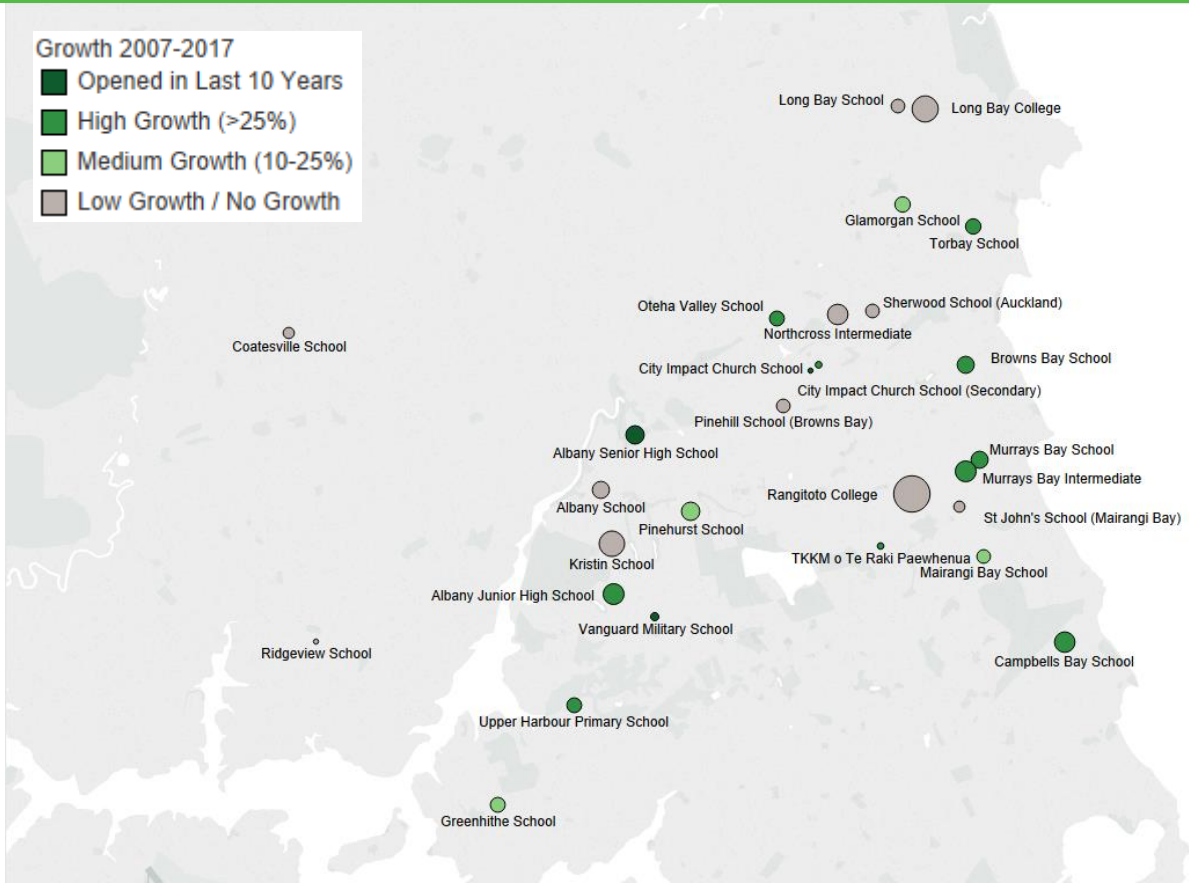 Growth 2007-2017
Opened in Last 10 Years
High Growth (>25%)
Medium Growth (10-25%)
Low Growth / No Growth
Long Bay School
Long Bay College
Glamorgan School
Torbay School
Oteha Valley School
Sherwood School (Auckland)
Northcross Intermediate
Coatesville School
Browns Bay School
City Impact Church School
City Impact Church School (Secondary)
Pinehill School (Browns Bay)
Albany Senior High School
Murrays Bay School
Murrays Bay Intermediate
Rangitoto College
Albany School
St John's School (Mairangi Bay)
Pinehurst School
TKKM o Te Raki Paewhenua
Kristin School
Mairangi Bay School
Albany Junior High School
Vanguard Military School
Ridgeview School
Campbells Bay School
Upper Harbour Primary School
Greenhithe School